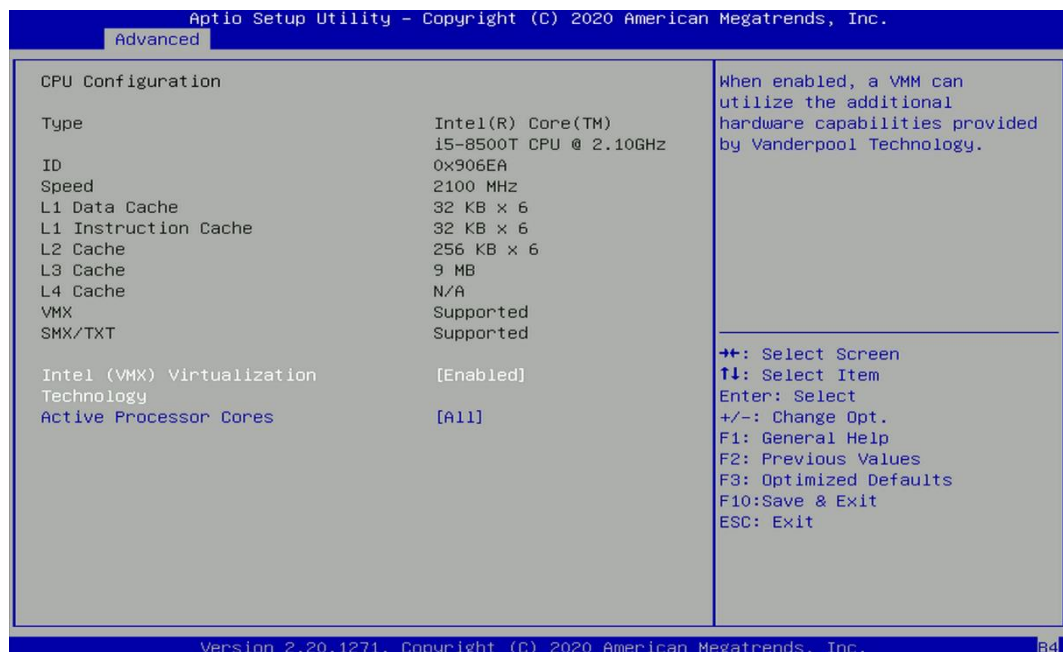 Aptio Setup Utility – Copyright (C) 2020 American Megatrends, Inc.
Advanced
CPU Configuration
Type Intel(R) Core(TM)
i5-8500T CPU @ 2.10GHz
ID 0x906EA
Speed 2100 MHz
L1 Data Cache 32 KB x 6
L1 Instruction Cache 32 KB x 6
L2 Cache 256 KB x 6
L3 Cache 9 MB
L4 Cache N/A
VMX Supported
SMX/TXT Supported
Intel (VMX) Virtualization [Enabled]
Technology
Active Processor Cores [All]
When enabled, a VMM can
utilize the additional
hardware capabilities provided
by Vanderpool Technology.
→←: Select Screen
↑↓: Select Item
Enter: Select
+/-: Change Opt.
F1: General Help
F2: Previous Values
F3: Optimized Defaults
F10:Save & Exit
ESC: Exit
Version 2.20.1271. Copyright (C) 2020 American Megatrends, Inc.
B4